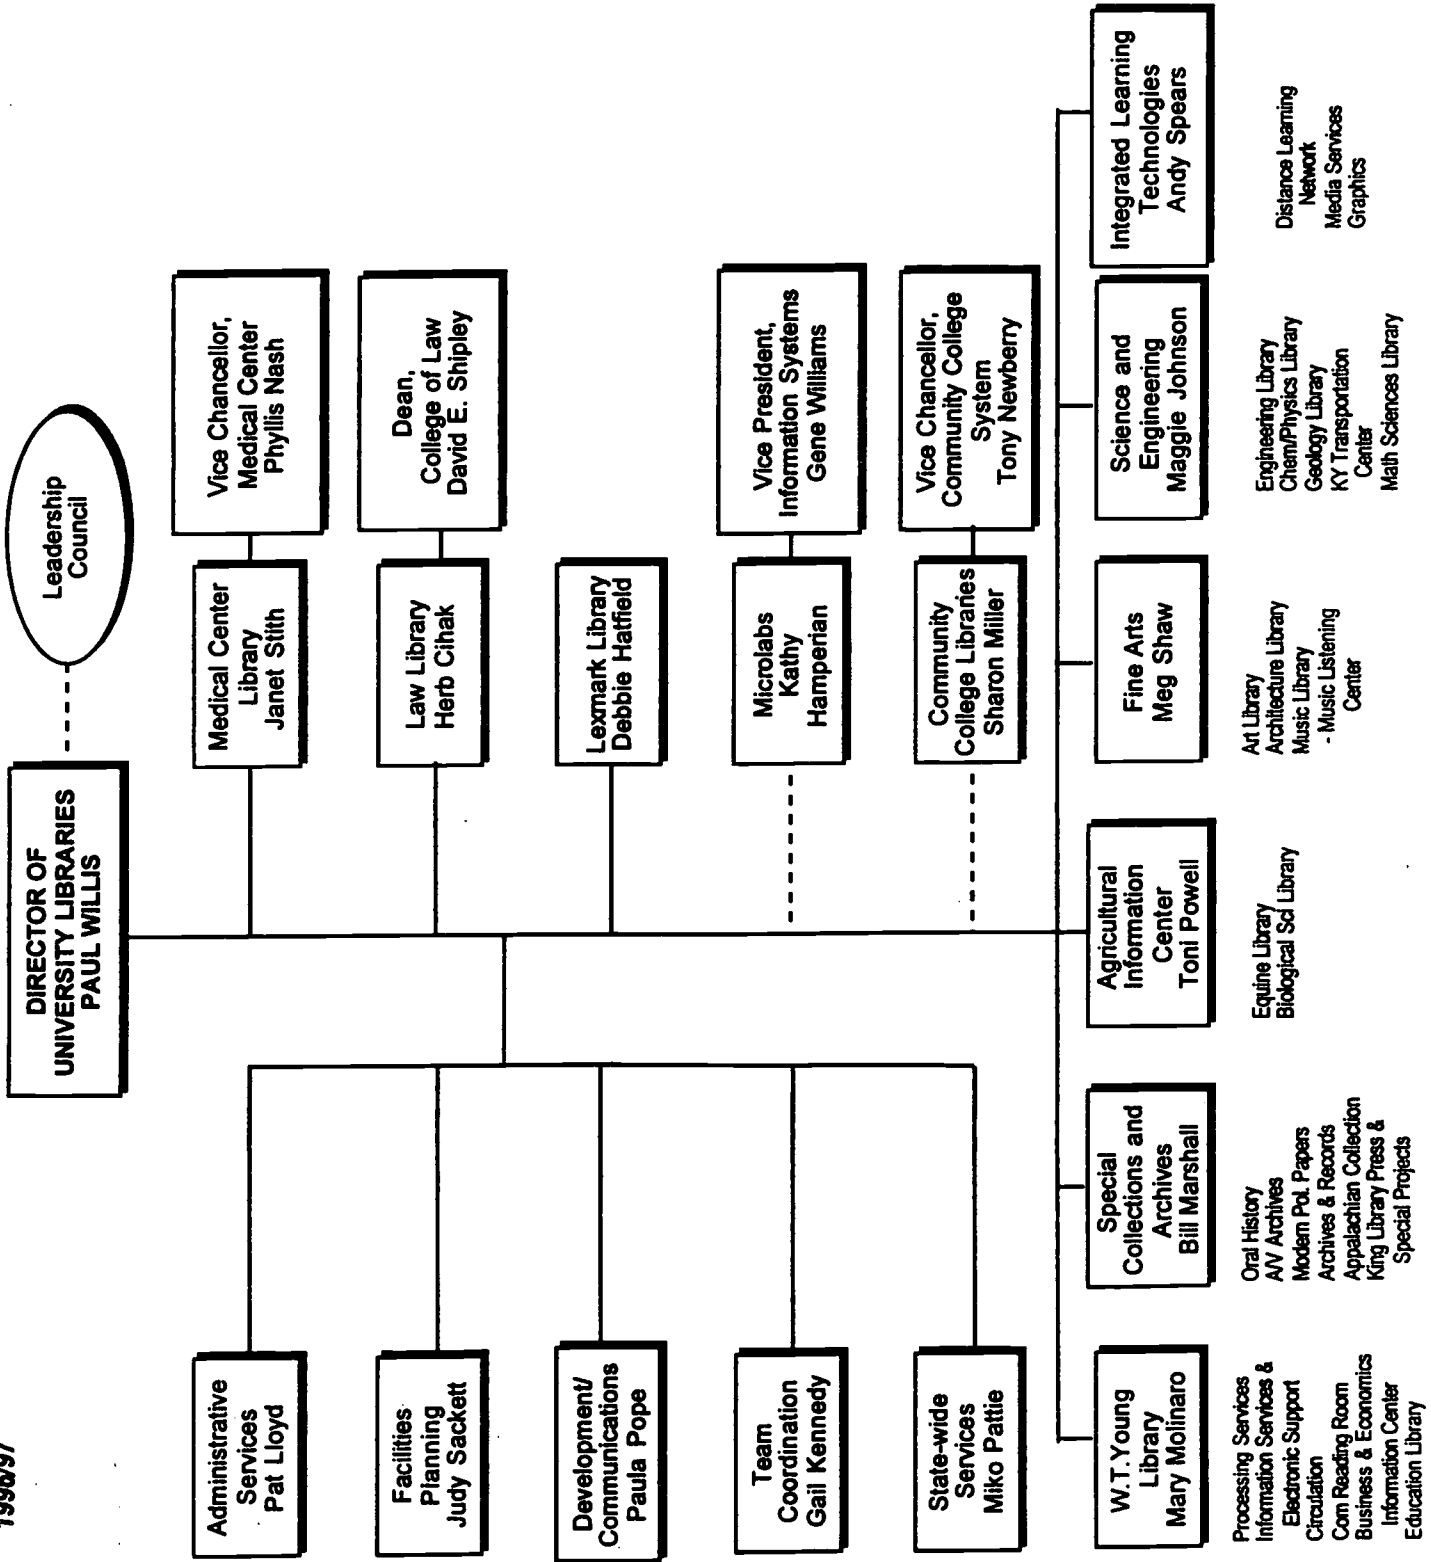 1996/97
DIRECTOR OF
UNIVERSITY LIBRARIES
PAUL WILLIS
Leadership
Council
Administrative
Services
Pat Lloyd
Facilities
Planning
Judy Sackett
Development/
Communications
Paula Pope
Team
Coordination
Gail Kennedy
State-wide
Services
Miko Pattie
Medical Center
Library
Janet Stith
Vice Chancellor,
Medical Center
Phyllis Nash
Law Library
Herb Cihak
Dean,
College of Law
David E. Shipley
Lexmark Library
Debbie Hatfield
Microlabs
Kathy
Hamperian
Vice President,
Information Systems
Gene Williams
Community
College Libraries
Sharon Miller
Vice Chancellor,
Community College
System
Tony Newberry
W.T.Young
Library
Mary Molinaro
Processing Services
Information Services &
Electronic Support
Circulation
Com Reading Room
Business & Economics
Information Center
Education Library
Special
Collections and
Archives
Bill Marshall
Oral History
A/V Archives
Modern Pol. Papers
Archives & Records
Appalachian Collection
King Library Press &
Special Projects
Agricultural
Information
Center
Toni Powell
Equine Library
Biological Sci Library
Fine Arts
Meg Shaw
Art Library
Architecture Library
Music Library
- Music Listening
Center
Science and
Engineering
Maggie Johnson
Engineering Library
Chem/Physics Library
Geology Library
KY Transportation
Center
Math Sciences Library
Integrated Learning
Technologies
Andy Spears
Distance Learning
Network
Media Services
Graphics